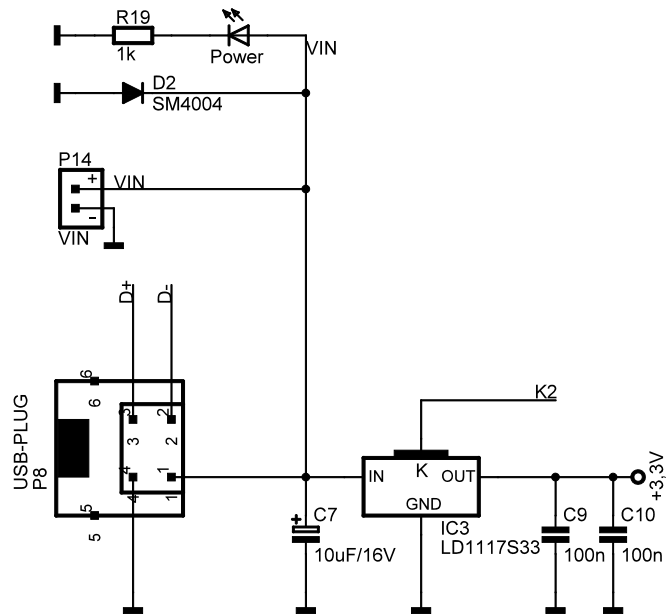 R19
1k
Power
VIN
D2
SM4004
P14
+
VIN
-
VIN
D+
D-
USB-PLUG
P8
6
6
3
3
2
2
4
4
1
1
5
5
K2
IN
K
OUT
GND
IC3
LD1117S33
+
C7
10uF/16V
C9
100n
C10
100n
+3,3V